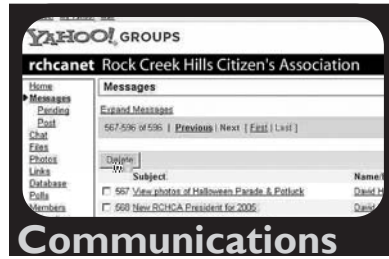 YAHOO! GROUPS
rchcanet Rock Creek Hills Citizen's Association
Home
Messages
Messages
Pending
Expand Messages
Post
567-596 of 596 | Previous | Next [ First | Last ]
Chat
Files
Photos
Delete
Links
Subject
Database
567 View photos of Halloween Parade & Potluck
David H
Polls
568 New RCHCA President for 2005
David
Members
Communications